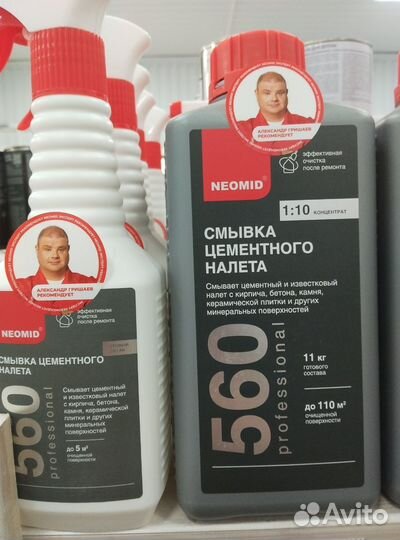 АЛЕКСАНДР ГРИШАЕВ
РЕКОМЕНДУЕТ
NEOMID
эффективная
очистка
после ремонта
СМЫВКА ЦЕМЕНТНОГО
НАЛЕТА
Смывает цементный
и известковый налет
с кирпича, бетона,
камня, керамической
плитки и других
минеральных
поверхностей
560
professional
до 5 м²
очищенной
поверхности
АЛЕКСАНДР ГРИШАЕВ
РЕКОМЕНДУЕТ
NEOMID
эффективная
очистка
после ремонта
1:10 КОНЦЕНТРАТ
СМЫВКА
ЦЕМЕНТНОГО
НАЛЕТА
Смывает цементный и известковый
налет с кирпича, бетона, камня,
керамической плитки и других
минеральных поверхностей
560
professional
11 кг
готового
состава
до 110 м²
очищенной
поверхности
Avito